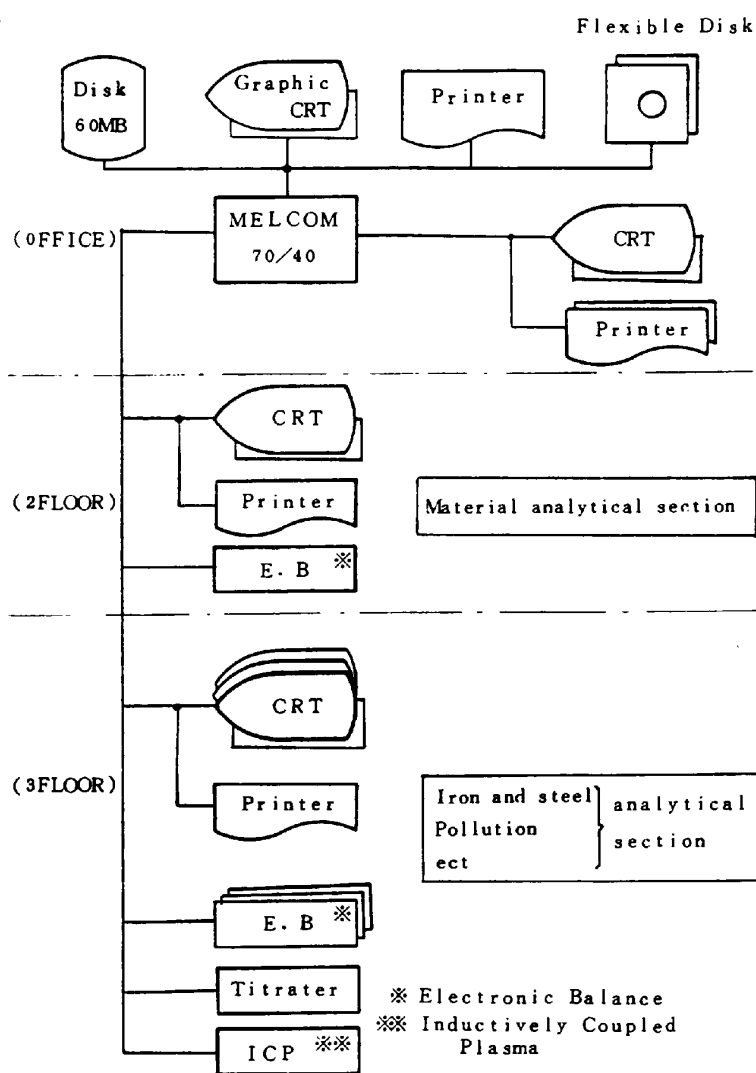 Flexible Disk
Disk
60MB
Graphic
CRT
Printer
(OFFICE)
MELCOM
70/40
CRT
Printer
CRT
(2FLOOR)
Printer
Material analytical section
E.B ※
CRT
(3FLOOR)
Printer
Iron and steel
Pollution
ect
analytical
section
E.B ※
Titrater
ICP ※※
※ Electronic Balance
※※ Inductively Coupled
Plasma